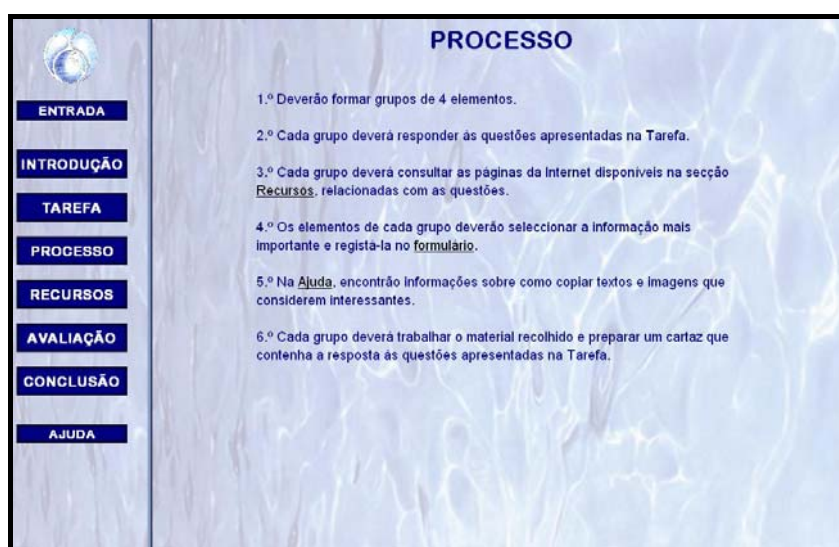 PROCESSO
ENTRADA
INTRODUÇÃO
TAREFA
PROCESSO
RECURSOS
AVALIAÇÃO
CONCLUSÃO
AJUDA
1.º Deverão formar grupos de 4 elementos.
2.º Cada grupo deverá responder ás questões apresentadas na Tarefa.
3.º Cada grupo deverá consultar as páginas da Internet disponíveis na secção
Recursos, relacionadas com as questões.
4.º Os elementos de cada grupo deverão seleccionar a informação mais
importante e registá-la no formulário.
5.º Na Ajuda, encontrão informações sobre como copiar textos e imagens que
considerem interessantes.
6.º Cada grupo deverá trabalhar o material recolhido e preparar um cartaz que
contenha a resposta ás questões apresentadas na Tarefa.